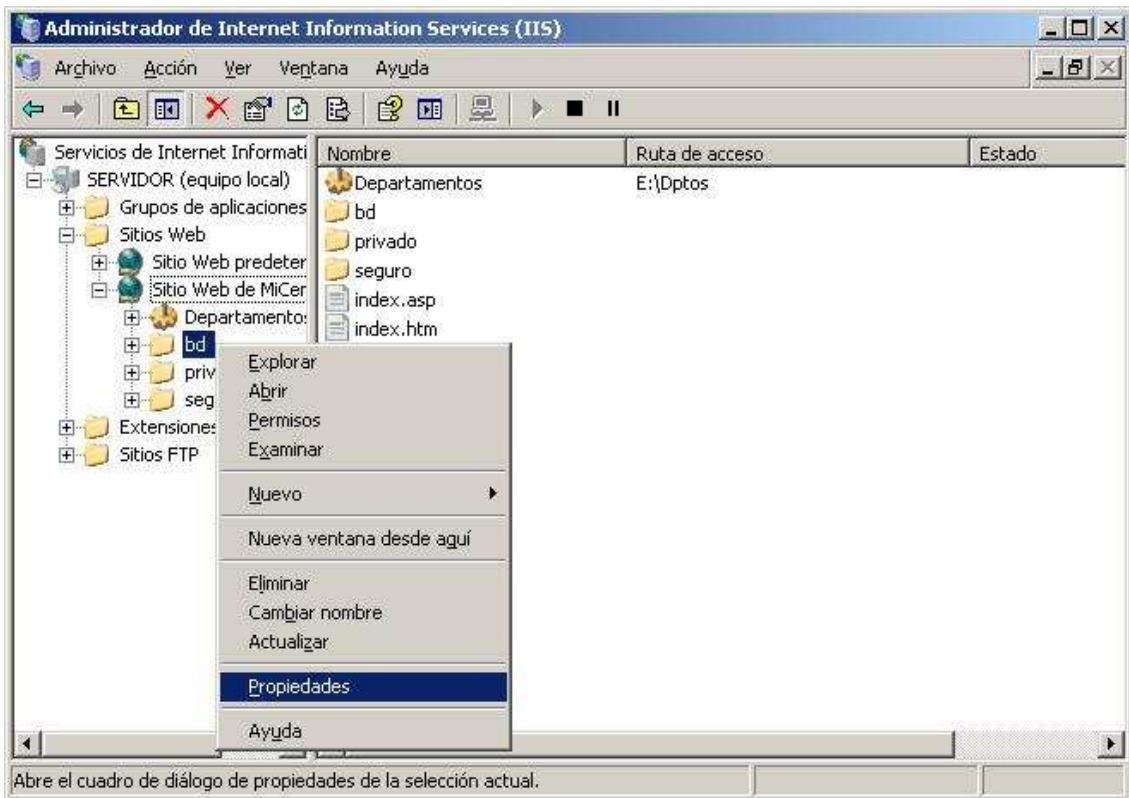 Administrador de Internet Information Services (IIS)
Archivo Acción Ver Ventana Ayuda
Servicios de Internet Informati
SERVIDOR (equipo local)
Grupos de aplicaciones
Sitios Web
Sitio Web predeter
Sitio Web de MiCer
Departamento
bd
priv
seg
Extensiones
Sitios FTP
Nombre Ruta de acceso Estado
Departamentos E:\Dptos
bd
privado
seguro
index.asp
index.htm
Explorar
Abrir
Permisos
Examinar
Nuevo
Nueva ventana desde aquí
Eliminar
Cambiar nombre
Actualizar
Propiedades
Ayuda
Abre el cuadro de diálogo de propiedades de la selección actual.